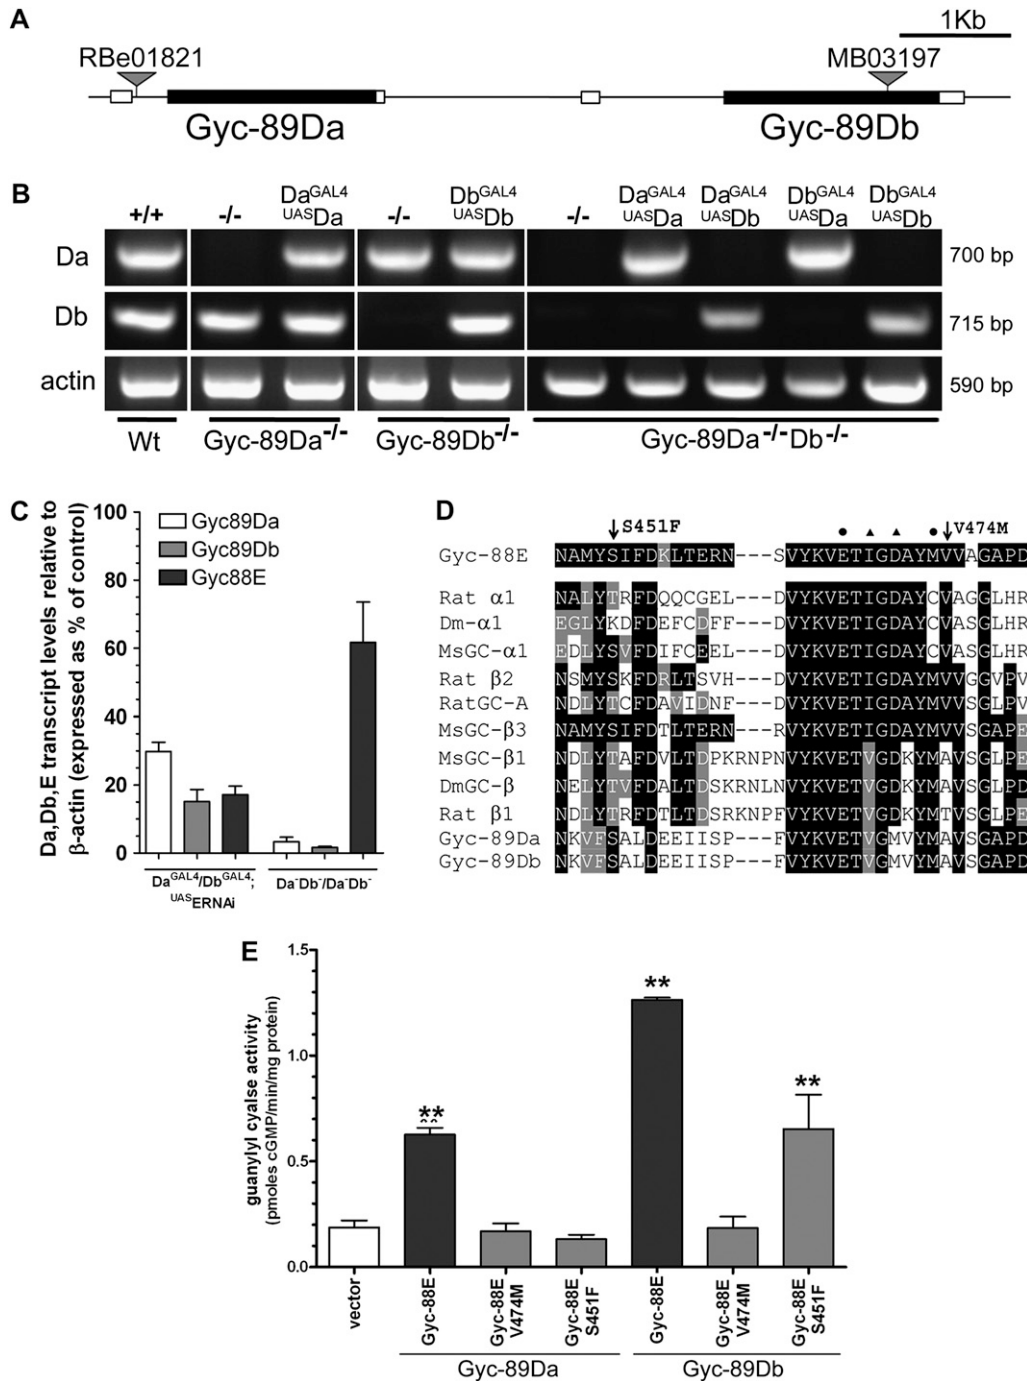 A
1Kb
RBe01821
MB03197
Gyc-89Da
Gyc-89Db
B
+/+
-/-
DaGAL4
UASDa
-/-
DbGAL4
UASDb
-/-
DaGAL4
UASDa
DaGAL4
UASDb
DbGAL4
UASDa
DbGAL4
UASDb
Da
700 bp
Db
715 bp
actin
590 bp
Wt
Gyc-89Da-/-
Gyc-89Db-/-
Gyc-89Da-/-Db-/-
C
Da,Db,E transcript levels relative to
β-actin (expressed as % of control)
100
80
60
40
20
0
Gyc89Da
Gyc89Db
Gyc88E
DaGAL4/DbGAL4;
UASERNAi
Da-Db-/Da-Db-
D
S451F
V474M
Gyc-88E NAMYSIFDKLTERN---SVYKVETIGDAYMVVAGAPD
Rat α1 NALYTRFDQQCGEL---DVYKVETIGDAYCVAGGLHR
Dm-α1 EGLYKDFDEFCDFF---DVYKVETIGDAYCVAGGLHR
MsGC-α1 EDLYSVFDIFCEEL---DVYKVETIGDAYCVAGGLHR
Rat β2 NSMYSKFDRLTSVH---DVYKVETIGDAYMVVGGVPV
RatGC-A NDLYTCFDAVIDNF---DVYKVETIGDAYMVVSGLPV
MsGC-β3 NAMYSIFDTLTERN---RVYKVETIGDAYMVVSGAPE
MsGC-β1 NDLYTAFDVLTDPKRNPNVYKVETVGDKYMAVSGLPE
DmGC-β NELYTVFDALTDSKRNLNVYKVETVGDKYMAVSGLPD
Rat β1 NDLYTRFDTLTDSRKNPFVYKVETVGDKYMTVSGLPE
Gyc-89Da NKVFSALDEEIISP---FVYKVETVGMVYMAVSGAPD
Gyc-89Db NKVFSALDEEIISP---FVYKVETVGMVYMAVSGAPD
E
guanylyl cyalse activity
(pmoles cGMP/min/mg protein)
1.5
1.0
0.5
0.0
**
**
**
vector
Gyc-88E
Gyc-88E
V474M
Gyc-88E
S451F
Gyc-88E
Gyc-88E
V474M
Gyc-88E
S451F
Gyc-89Da
Gyc-89Db